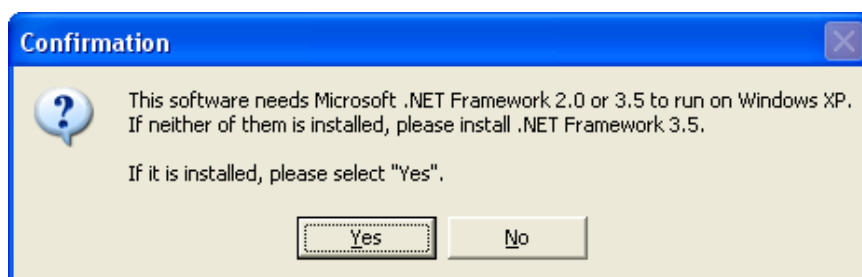 Confirmation
This software needs Microsoft .NET Framework 2.0 or 3.5 to run on Windows XP.
If neither of them is installed, please install .NET Framework 3.5.
If it is installed, please select "Yes".
Yes
No